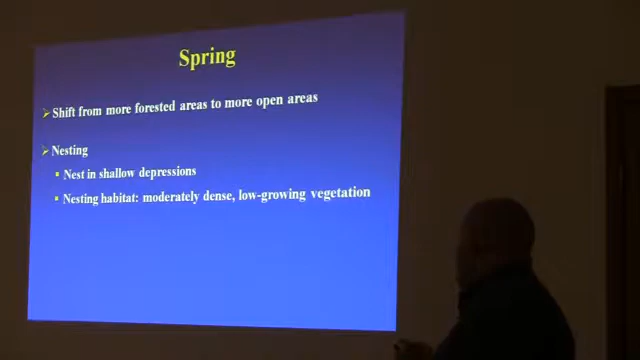 Spring
Shift from more forested areas to more open areas
Nesting
Nest in shallow depressions
Nesting habitat: moderately dense, low-growing vegetation